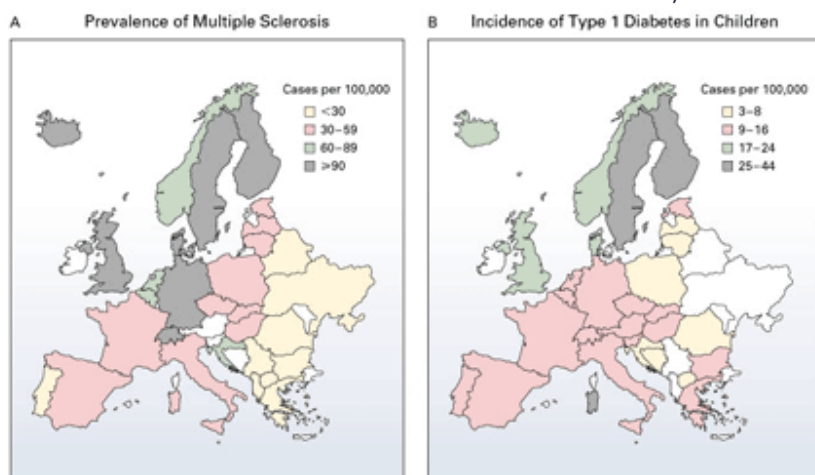 A Prevalence of Multiple Sclerosis
Cases per 100,000
<30
30–59
60–89
>90
B Incidence of Type 1 Diabetes in Children
Cases per 100,000
3–8
9–16
17–24
25–44